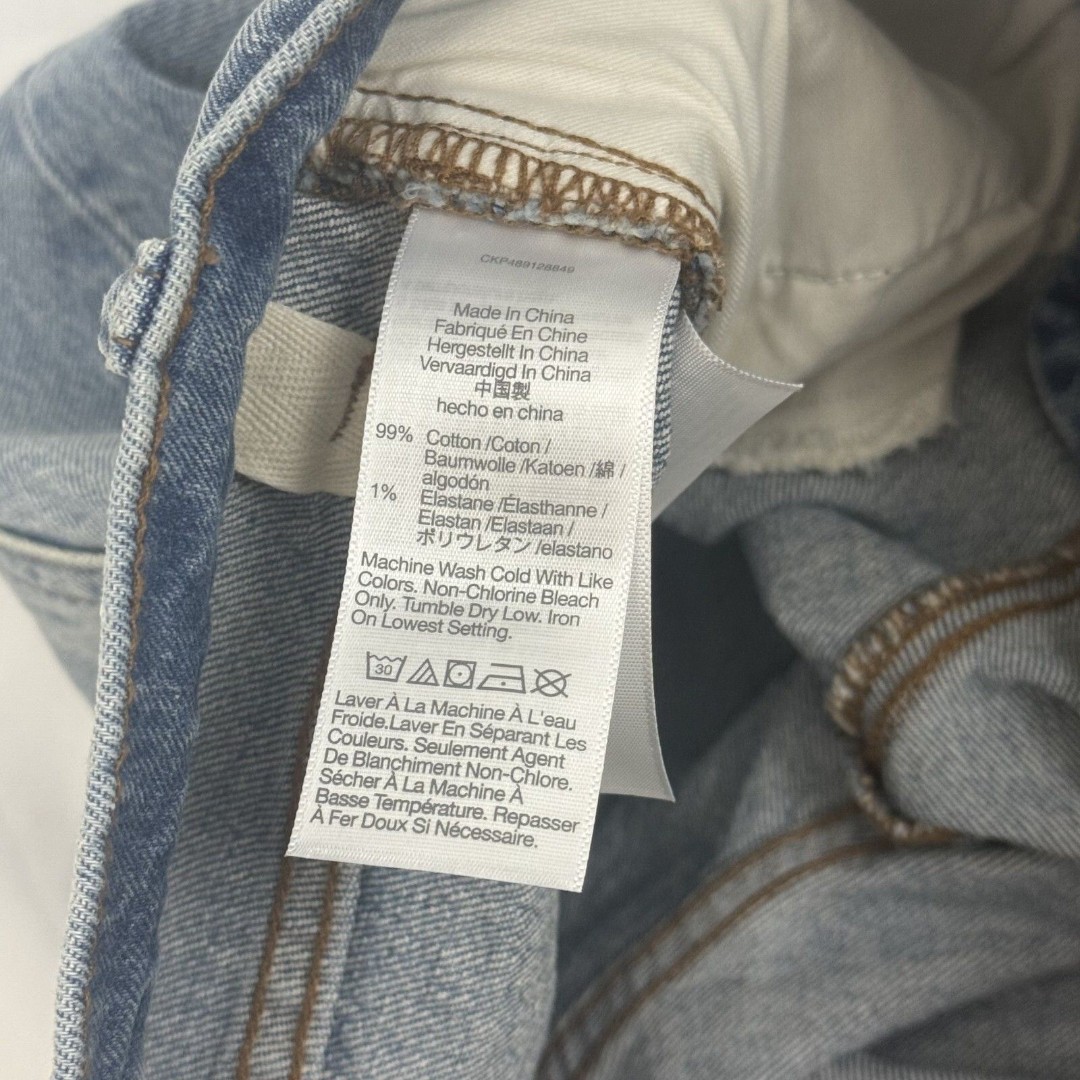 CKP489128849
Made In China
Fabriqué En Chine
Hergestellt In China
Vervaardigd In China
中国製
hecho en china
99% Cotton /Coton /
Baumwolle /Katoen /綿 /
algodón
1% Elastane /Élasthanne /
Elastan /Elastaan /
ポリウレタン /elastano
Machine Wash Cold With Like
Colors. Non-Chlorine Bleach
Only. Tumble Dry Low. Iron
On Lowest Setting.
30
Laver À La Machine À L'eau
Froide.Laver En Séparant Les
Couleurs. Seulement Agent
De Blanchiment Non-Chlore.
Sécher À La Machine À
Basse Température. Repasser
À Fer Doux Si Nécessaire.